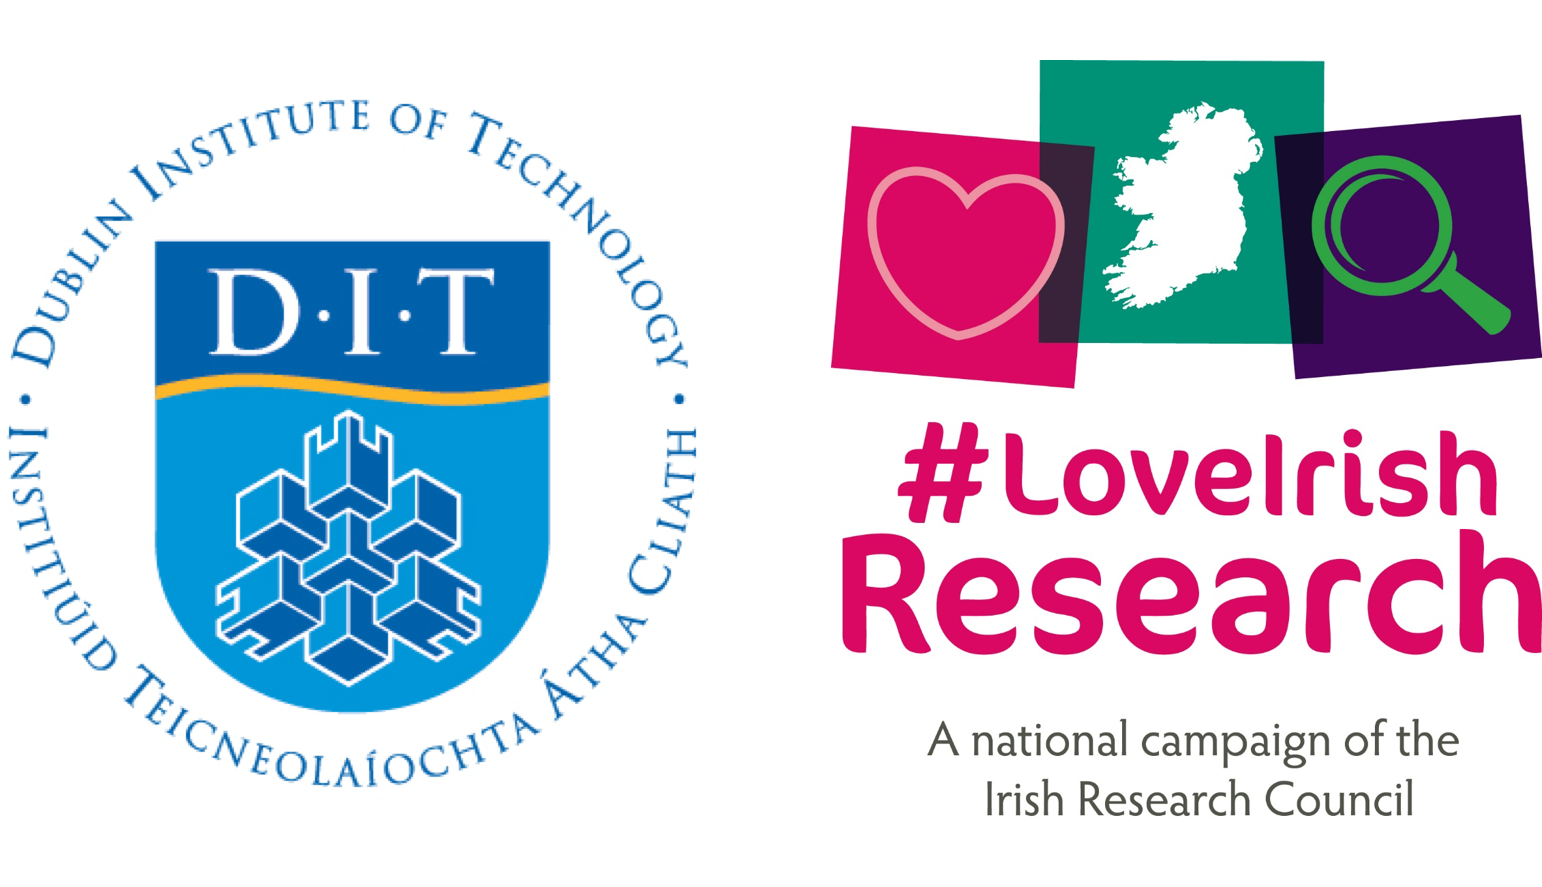 DUBLIN INSTITUTE OF TECHNOLOGY
INSTITIÚID TEICNEOLAÍOCHTA ÁTHA CLIATH
D·I·T
#LoveIrish
Research
A national campaign of the
Irish Research Council